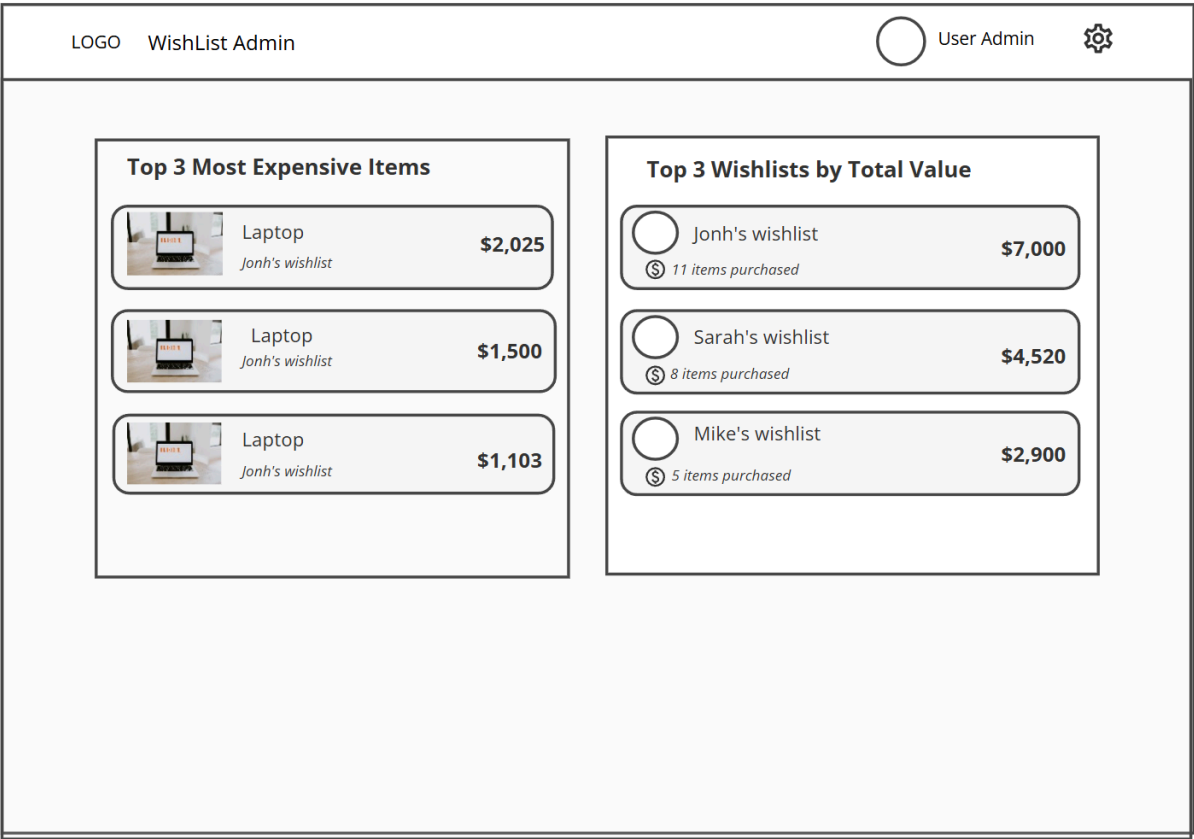 LOGO
WishList Admin
User Admin
Top 3 Most Expensive Items
Laptop
Jonh's wishlist
$2,025
Laptop
Jonh's wishlist
$1,500
Laptop
Jonh's wishlist
$1,103
Top 3 Wishlists by Total Value
Jonh's wishlist
11 items purchased
$7,000
Sarah's wishlist
8 items purchased
$4,520
Mike's wishlist
5 items purchased
$2,900